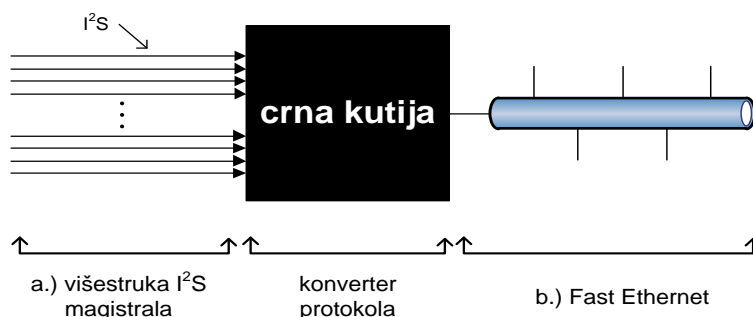 I²S
crna kutija
a.) višestruka I²S
magistrala
konverter
protokola
b.) Fast Ethernet